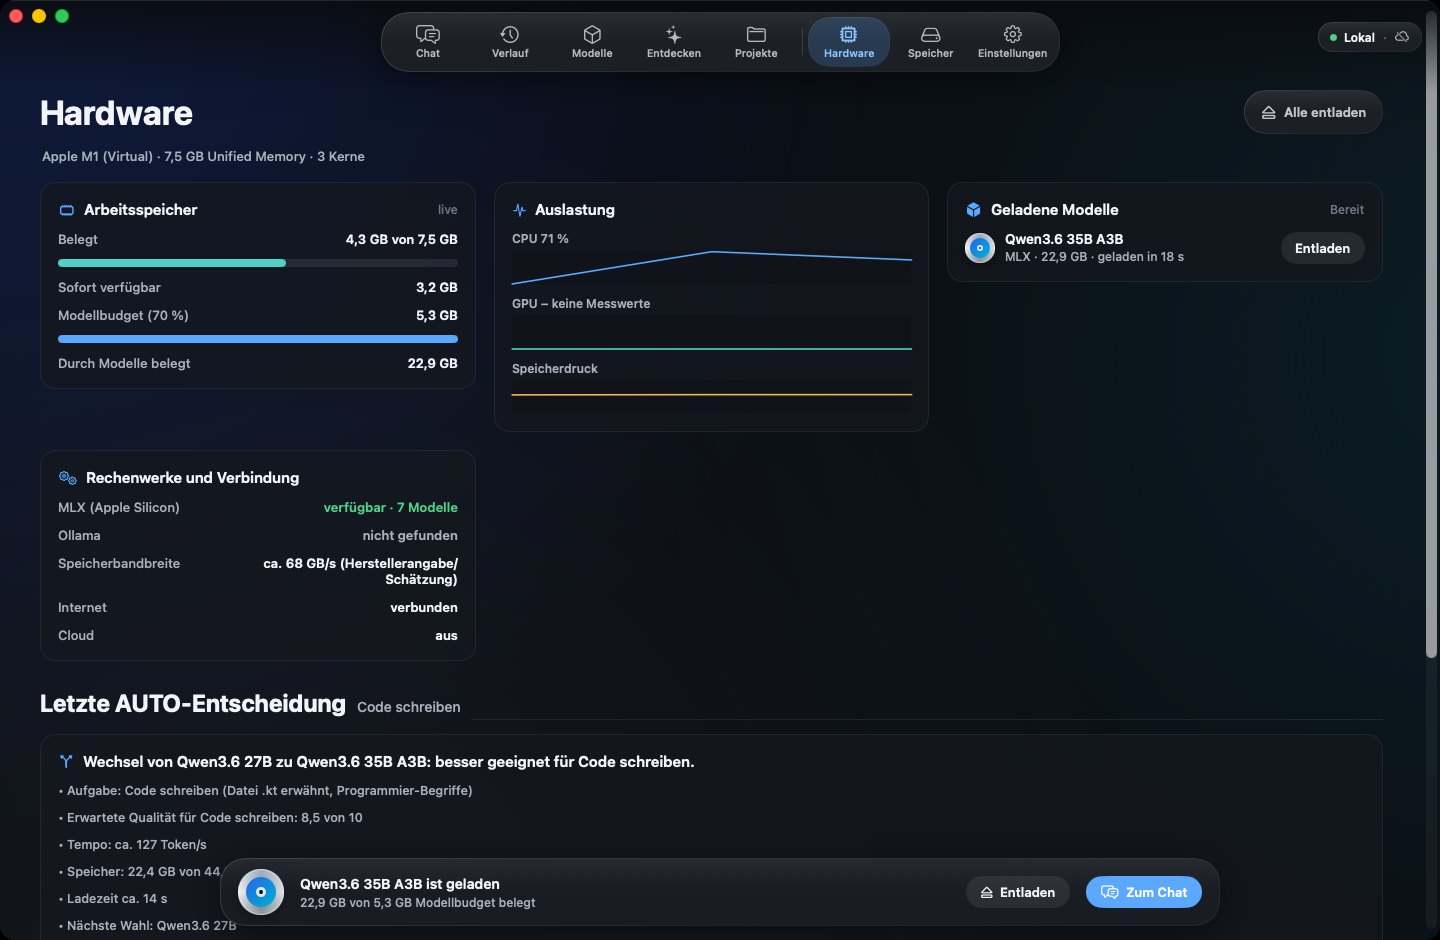 Chat
Verlauf
Modelle
Entdecken
Projekte
Hardware
Speicher
Einstellungen
Lokal ·
Hardware
Alle entladen
Apple M1 (Virtual) · 7,5 GB Unified Memory · 3 Kerne
Arbeitsspeicher live
Belegt 4,3 GB von 7,5 GB
Sofort verfügbar 3,2 GB
Modellbudget (70 %) 5,3 GB
Durch Modelle belegt 22,9 GB
Auslastung
CPU 71 %
GPU – keine Messwerte
Speicherdruck
Geladene Modelle Bereit
Qwen3.6 35B A3B
MLX · 22,9 GB · geladen in 18 s
Entladen
Rechenwerke und Verbindung
MLX (Apple Silicon) verfügbar · 7 Modelle
Ollama nicht gefunden
Speicherbandbreite ca. 68 GB/s (Herstellerangabe/
Schätzung)
Internet verbunden
Cloud aus
Letzte AUTO-Entscheidung Code schreiben
Wechsel von Qwen3.6 27B zu Qwen3.6 35B A3B: besser geeignet für Code schreiben.
• Aufgabe: Code schreiben (Datei .kt erwähnt, Programmier-Begriffe)
• Erwartete Qualität für Code schreiben: 8,5 von 10
• Tempo: ca. 127 Token/s
• Speicher: 22,4 GB von 44
• Ladezeit ca. 14 s
• Nächste Wahl: Qwen3.6 27B
Qwen3.6 35B A3B ist geladen
22,9 GB von 5,3 GB Modellbudget belegt
Entladen
Zum Chat